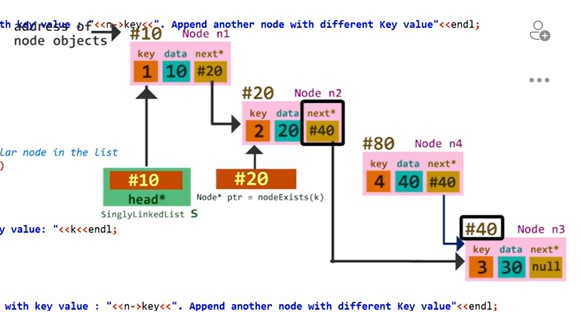 th key value : "<<n->key<<". Append another node with different Key value"<<endl;
address of
node objects
#10 Node n1
key data next*
1 10 #20
#20 Node n2
key data next*
2 20 #40
#80 Node n4
key data next*
4 40 #40
lar node in the list
)
#10
head*
SinglyLinkedList s
#20
Node* ptr = nodeExists(k)
y value: "<<k<<endl;
#40 Node n3
key data next*
3 30 null
with key value : "<<n->key<<". Append another node with different Key value"<<endl;